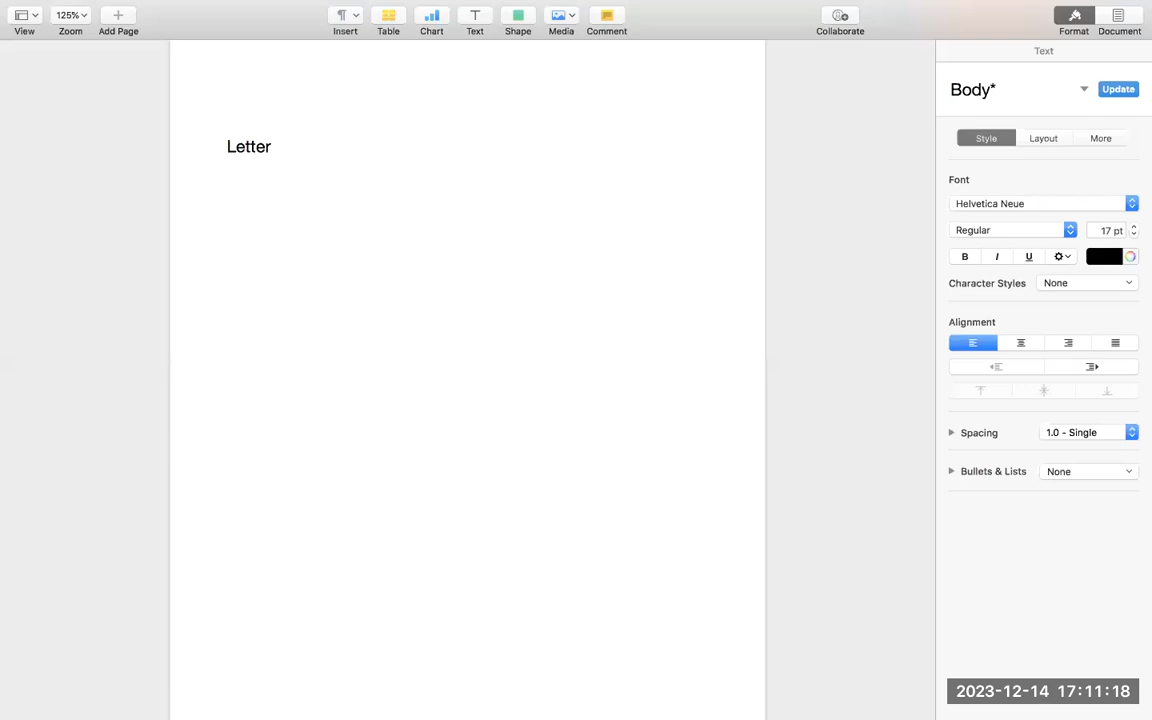 125%
View
Zoom
Add Page
Insert
Table
Chart
Text
Shape
Media
Comment
Collaborate
Format
Document
Text
Letter
Body*
Update
Style
Layout
More
Font
Helvetica Neue
Regular
17 pt
B
I
U
Character Styles
None
Alignment
Spacing
1.0 - Single
Bullets & Lists
None
2023-12-14 17:11:18